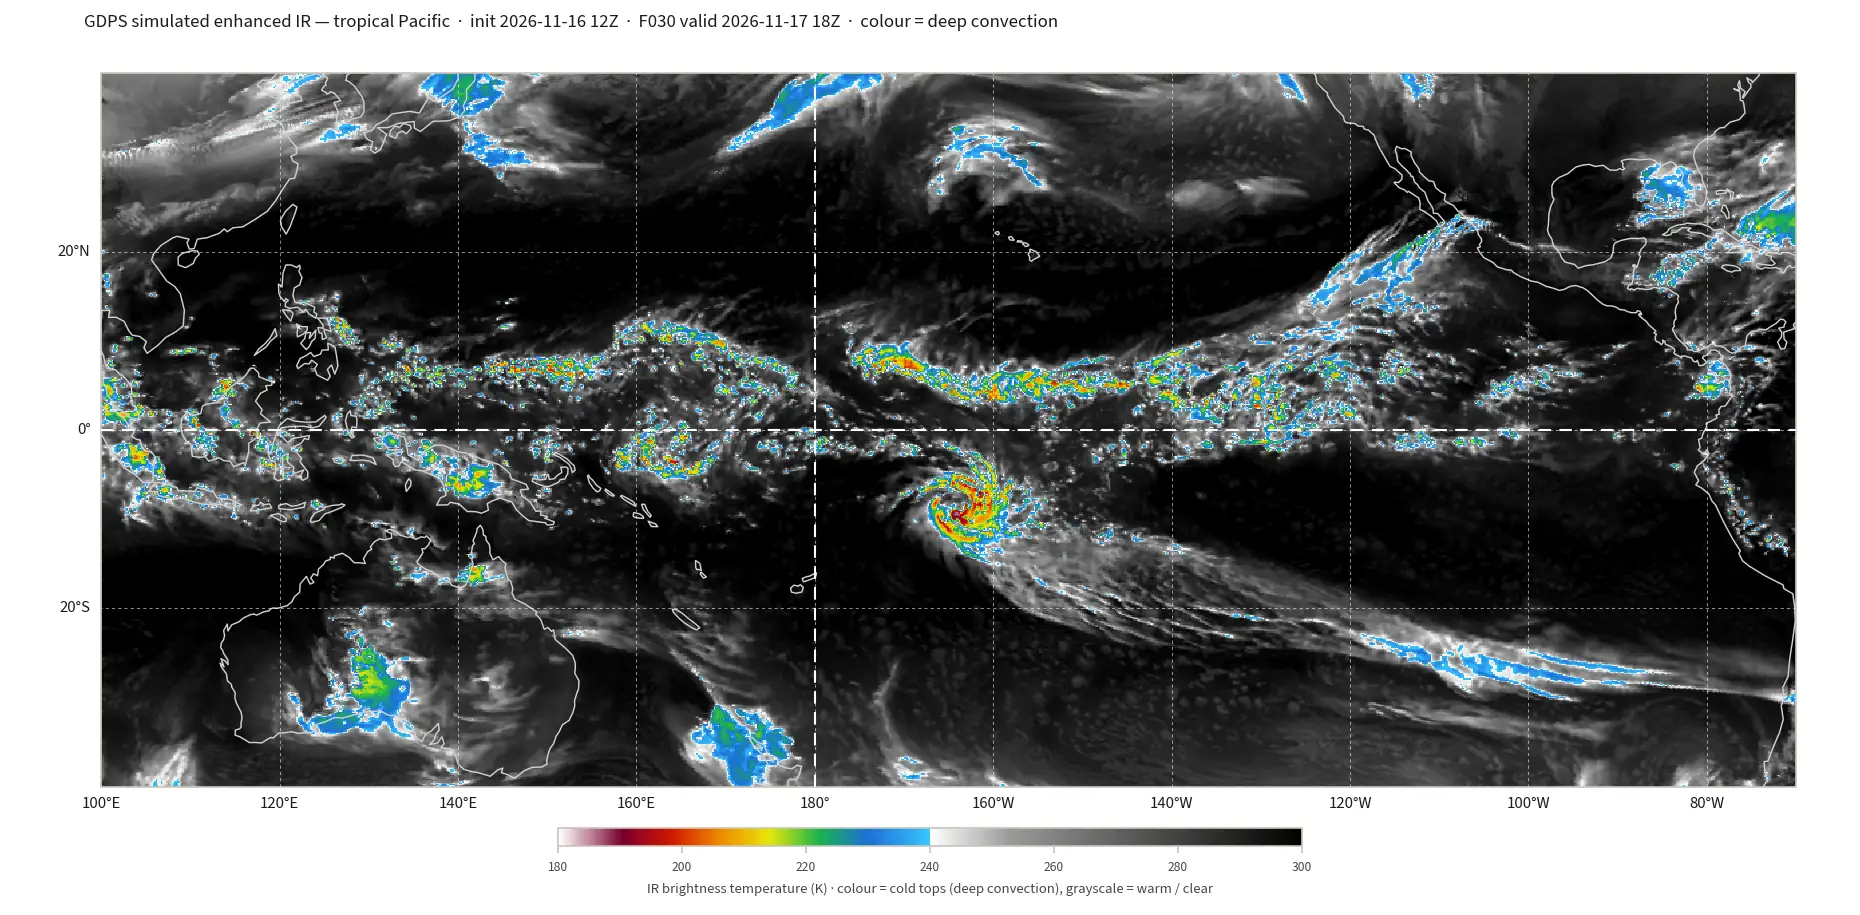 GDPS simulated enhanced IR — tropical Pacific · init 2026-11-16 12Z · F030 valid 2026-11-17 18Z · colour = deep convection
20°N
0°
20°S
100°E 120°E 140°E 160°E 180° 160°W 140°W 120°W 100°W 80°W
180 200 220 240 260 280 300
IR brightness temperature (K) · colour = cold tops (deep convection), grayscale = warm / clear